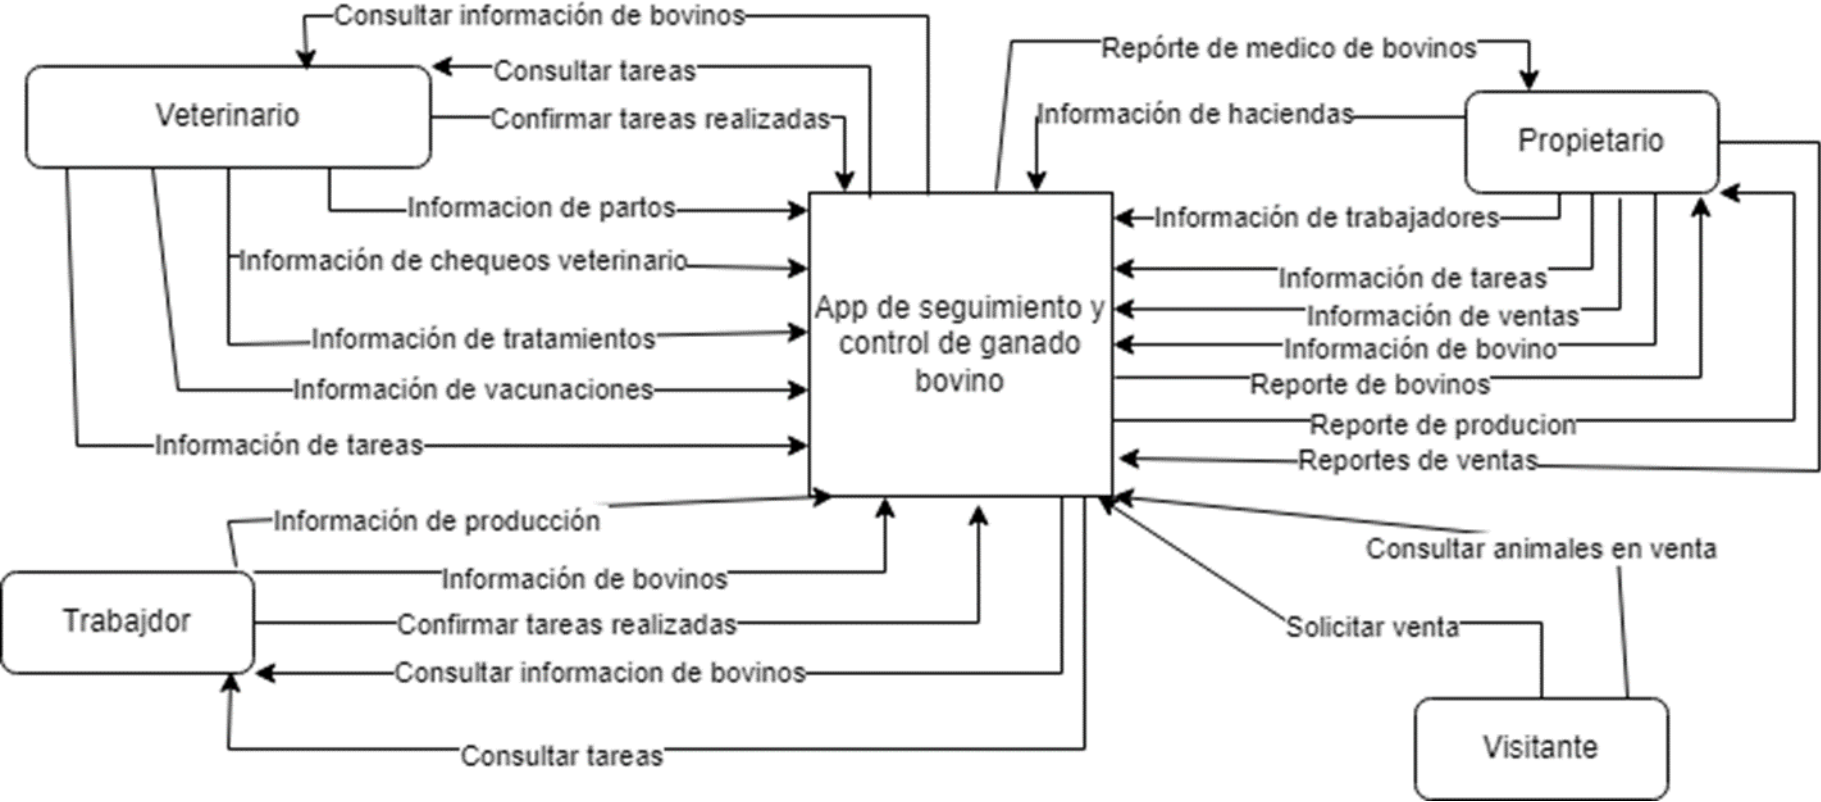 Consultar información de bovinos
Consultar tareas
Confirmar tareas realizadas
Veterinario
Informacion de partos
Información de chequeos veterinario
Información de tratamientos
Información de vacunaciones
Información de tareas
App de seguimiento y
control de ganado
bovino
Repórte de medico de bovinos
Información de haciendas
Propietario
Información de trabajadores
Información de tareas
Información de ventas
Información de bovino
Reporte de bovinos
Reporte de producion
Reportes de ventas
Información de producción
Información de bovinos
Trabajdor
Confirmar tareas realizadas
Consultar informacion de bovinos
Consultar tareas
Consultar animales en venta
Solicitar venta
Visitante